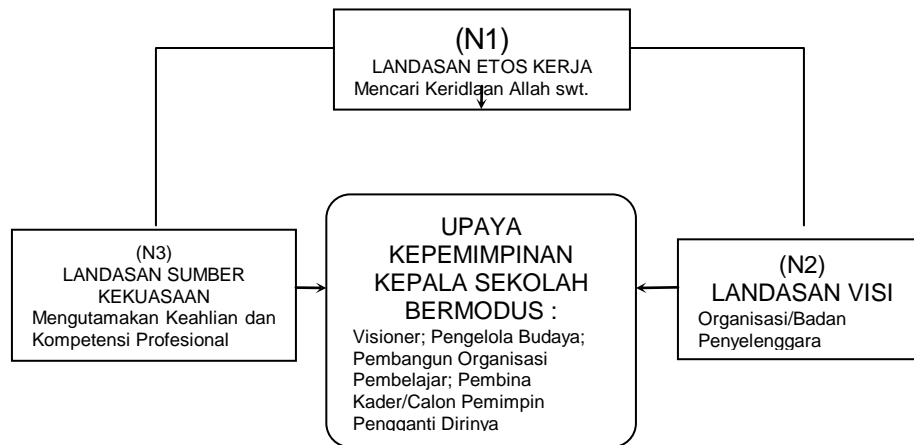 (N1)
LANDASAN ETOS KERJA
Mencari Keridlaan Allah swt.
(N3)
LANDASAN SUMBER
KEKUASAAN
Mengutamakan Keahlian dan
Kompetensi Profesional
UPAYA
KEPEMIMPINAN
KEPALA SEKOLAH
BERMODUS :
Visioner; Pengelola Budaya;
Pembangun Organisasi
Pembelajar; Pembina
Kader/Calon Pemimpin
Pengganti Dirinya
(N2)
LANDASAN VISI
Organisasi/Badan
Penyelenggara